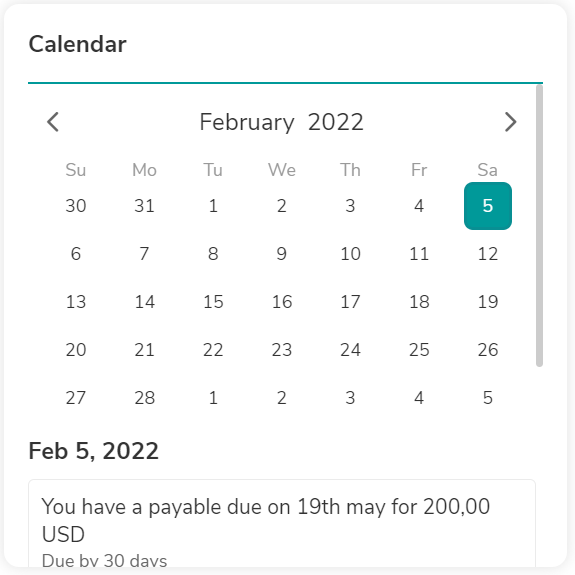 Calendar
February 2022
Su Mo Tu We Th Fr Sa
30 31 1 2 3 4 5
6 7 8 9 10 11 12
13 14 15 16 17 18 19
20 21 22 23 24 25 26
27 28 1 2 3 4 5
Feb 5, 2022
You have a payable due on 19th may for 200,00
USD
Due by 30 days